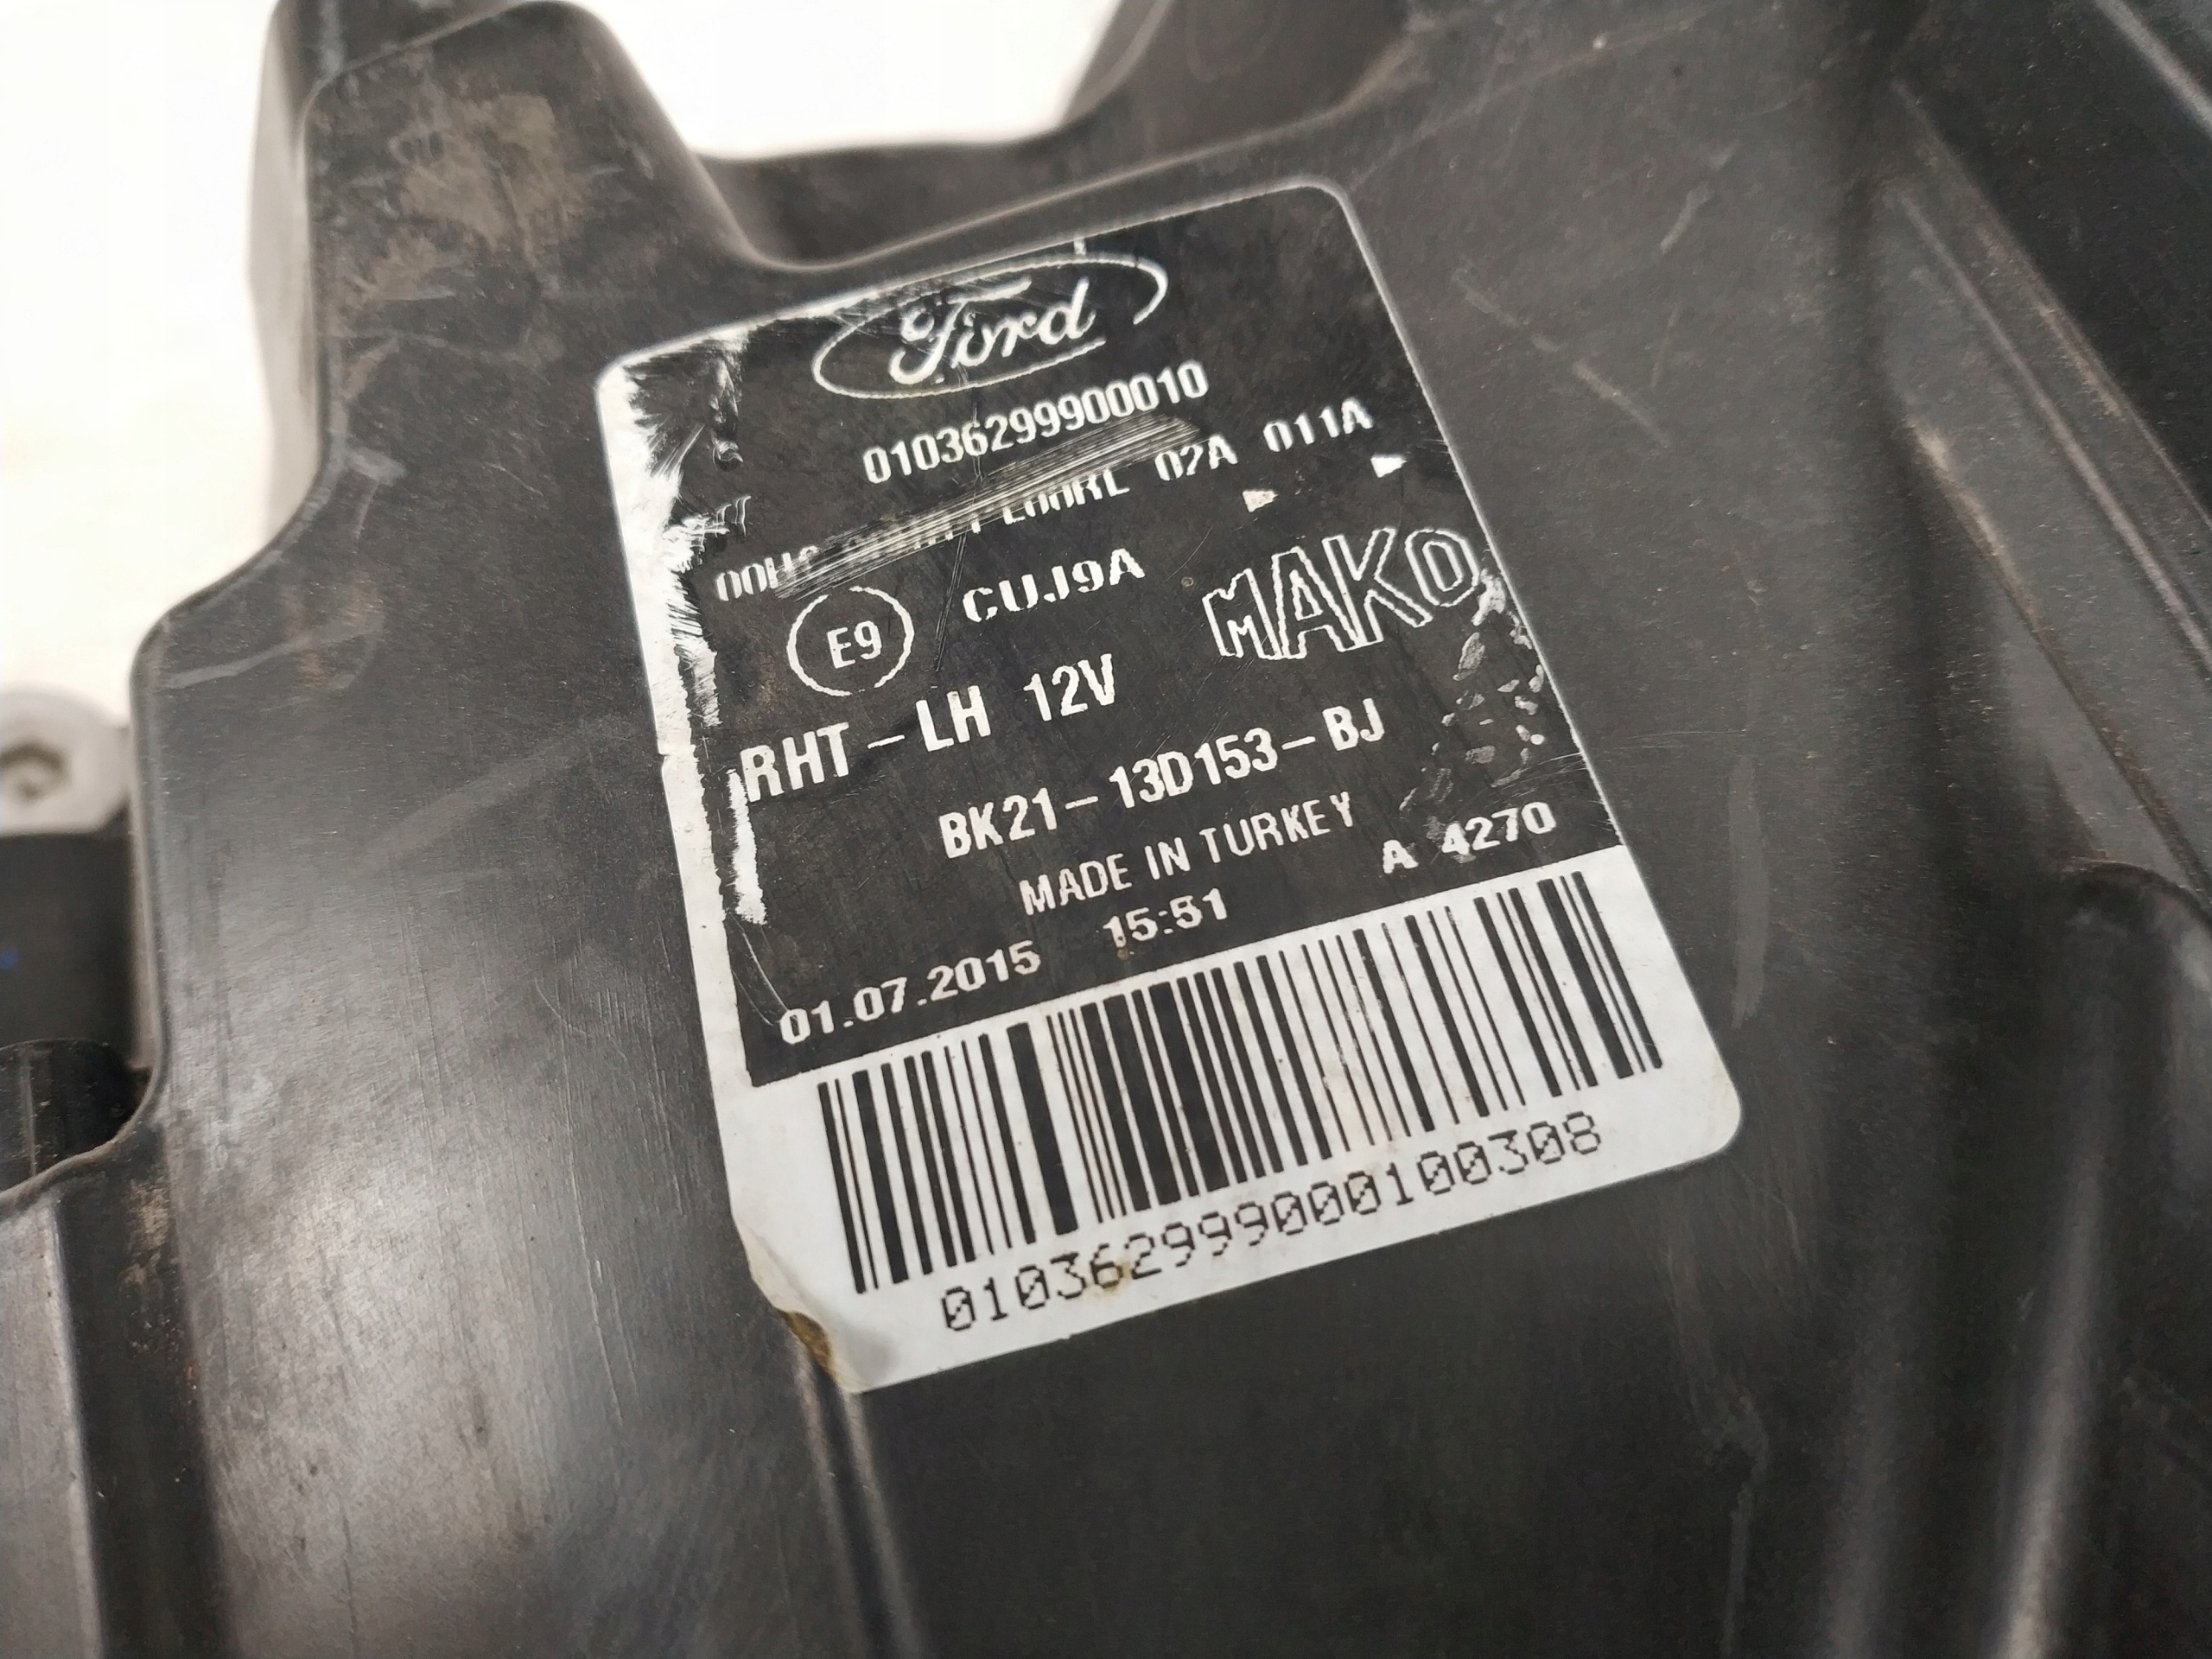 Ford
01036299900010
02A 011A
E9 CUJ9A MAKO
RHT-LH 12V
BK21-13D153-BJ
MADE IN TURKEY
01.07.2015 15:51 A 4270
010362999000100308